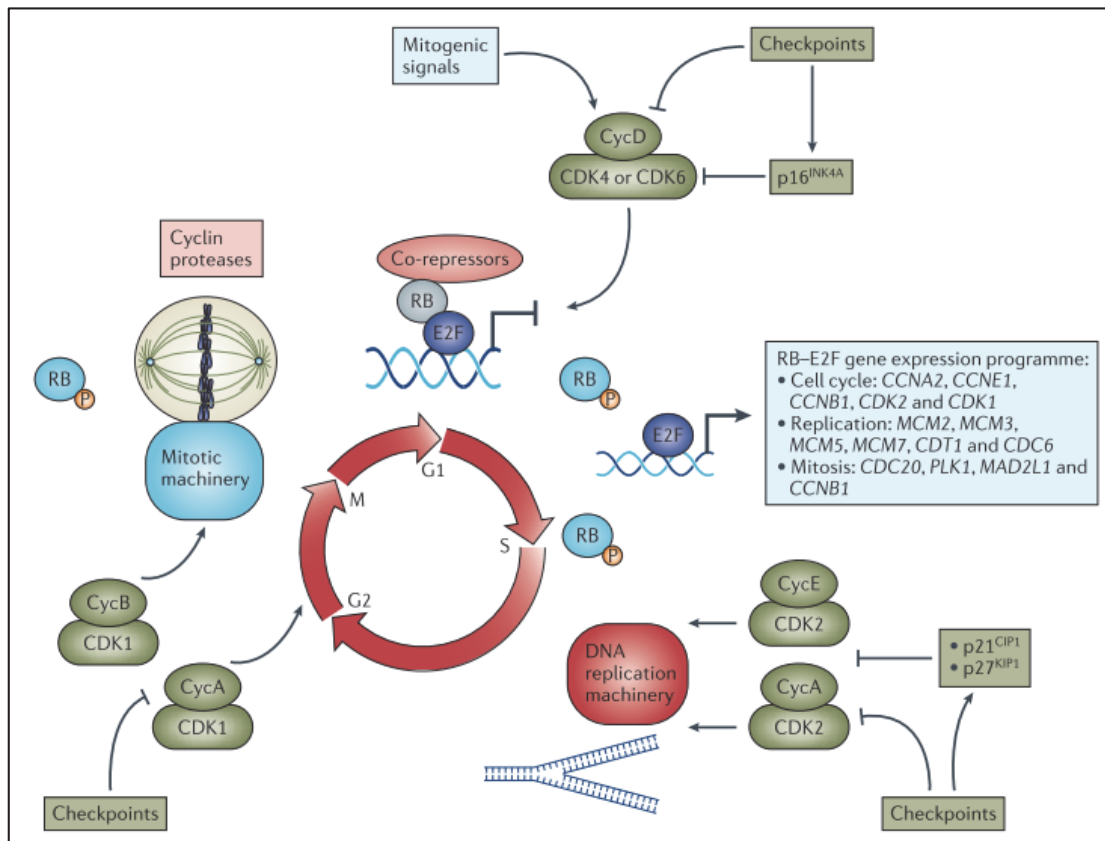 Mitogenic
signals
Checkpoints
CycD
CDK4 or CDK6
p16INK4A
Cyclin
proteases
Co-repressors
RB
E2F
RB
P
RB
P
RB–E2F gene expression programme:
• Cell cycle: CCNA2, CCNE1,
CCNB1, CDK2 and CDK1
• Replication: MCM2, MCM3,
MCM5, MCM7, CDT1 and CDC6
• Mitosis: CDC20, PLK1, MAD2L1 and
CCNB1
E2F
Mitotic
machinery
G1
M
S
G2
RB
P
CycB
CDK1
CycA
CDK1
Checkpoints
DNA
replication
machinery
CycE
CDK2
CycA
CDK2
• p21CIP1
• p27KIP1
Checkpoints